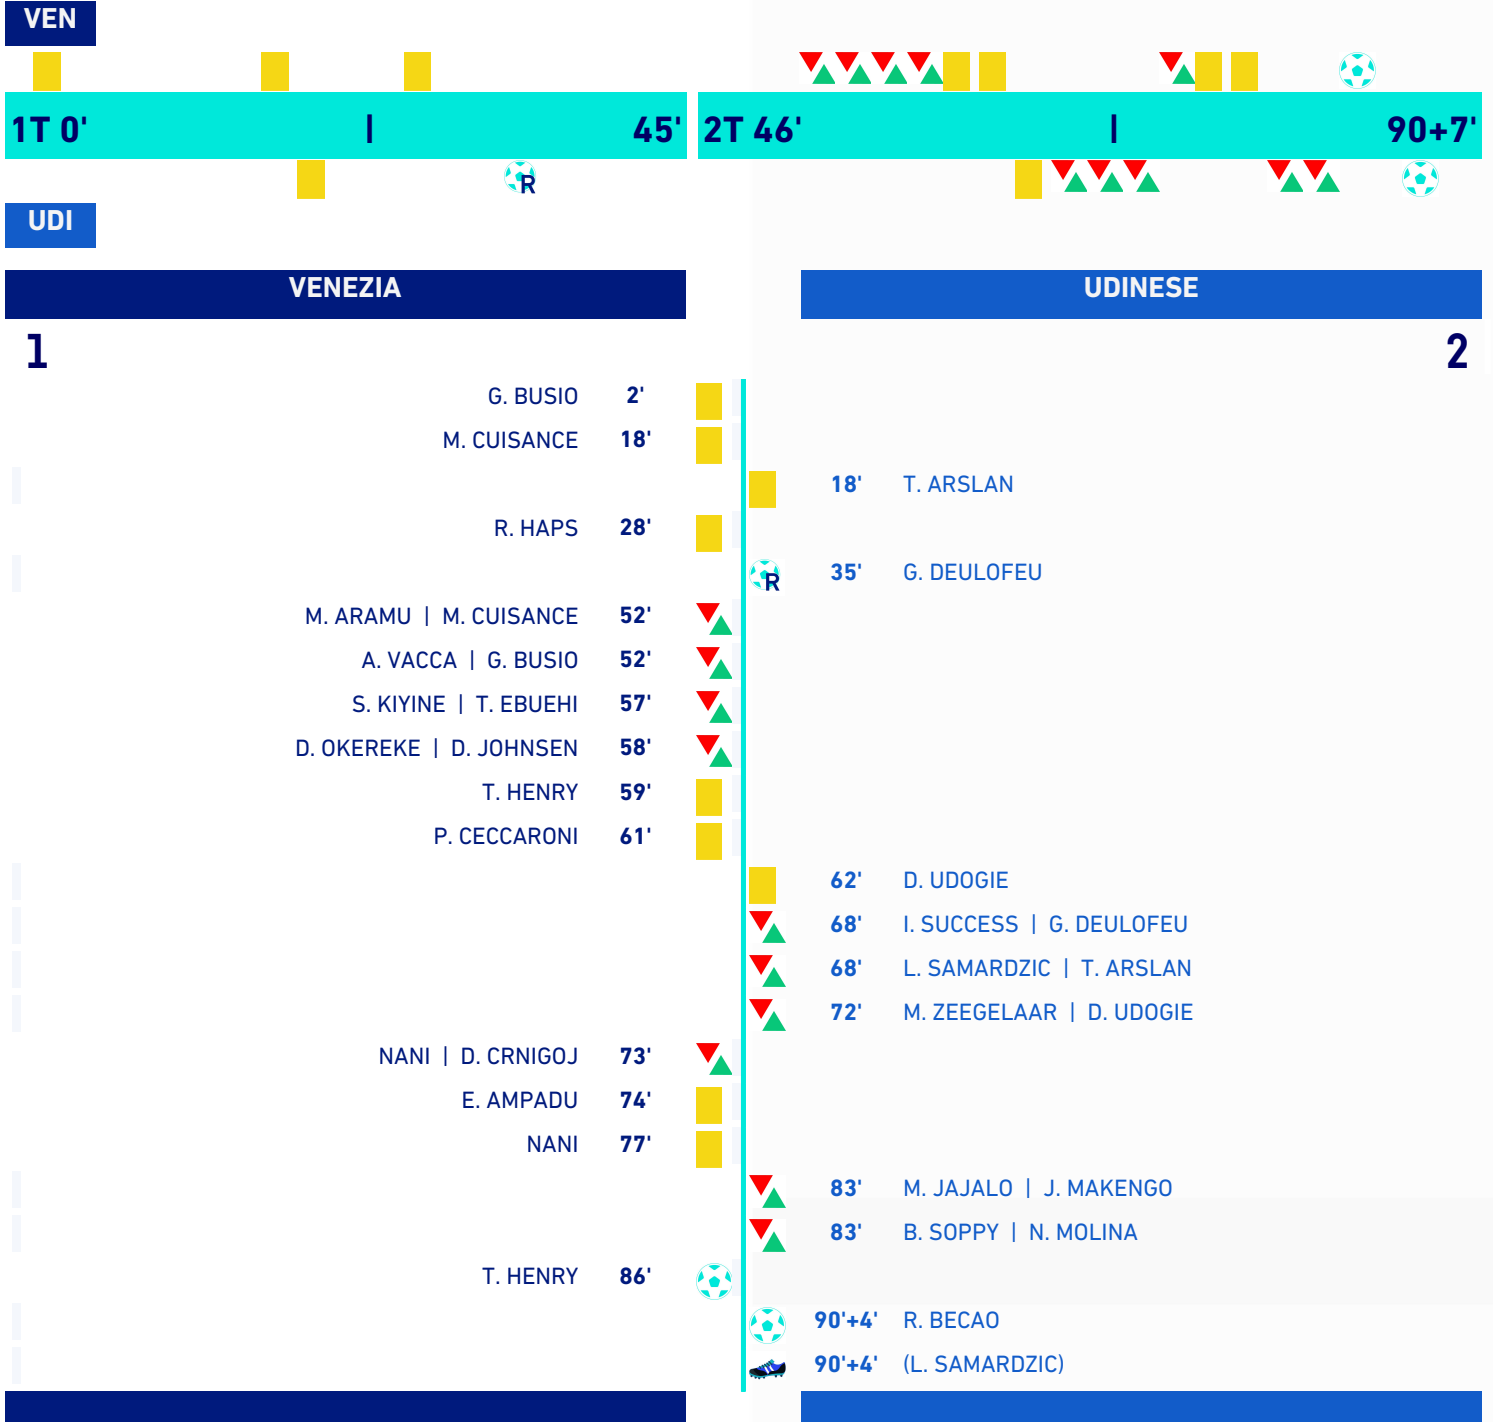 VEN
1T 0' | 45' 2T 46' | 90+7'
R
UDI
VENEZIA UDINESE
1 2
G. BUSIO 2'
M. CUISANCE 18'
18' T. ARSLAN
R. HAPS 28'
R 35' G. DEULOFEU
M. ARAMU | M. CUISANCE 52'
A. VACCA | G. BUSIO 52'
S. KIYINE | T. EBUEHI 57'
D. OKEREKE | D. JOHNSEN 58'
T. HENRY 59'
P. CECCARONI 61'
62' D. UDOGIE
68' I. SUCCESS | G. DEULOFEU
68' L. SAMARDZIC | T. ARSLAN
72' M. ZEEGELAAR | D. UDOGIE
NANI | D. CRNIGOJ 73'
E. AMPADU 74'
NANI 77'
83' M. JAJALO | J. MAKENGO
83' B. SOPPY | N. MOLINA
T. HENRY 86'
90'+4' R. BECAO
90'+4' (L. SAMARDZIC)